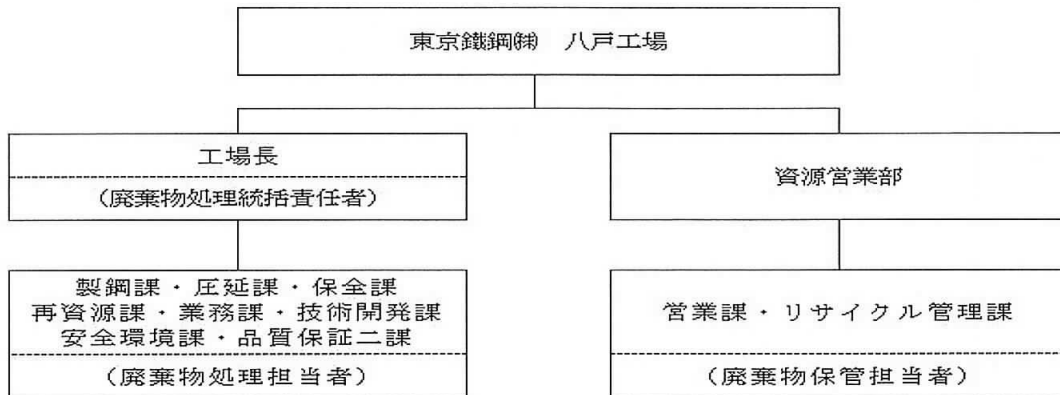 東京鐵鋼㈱　八戸工場
工場長
（廃棄物処理統括責任者）
資源営業部
製鋼課・圧延課・保全課
再資源課・業務課・技術開発課
安全環境課・品質保証二課
（廃棄物処理担当者）
営業課・リサイクル管理課
（廃棄物保管担当者）